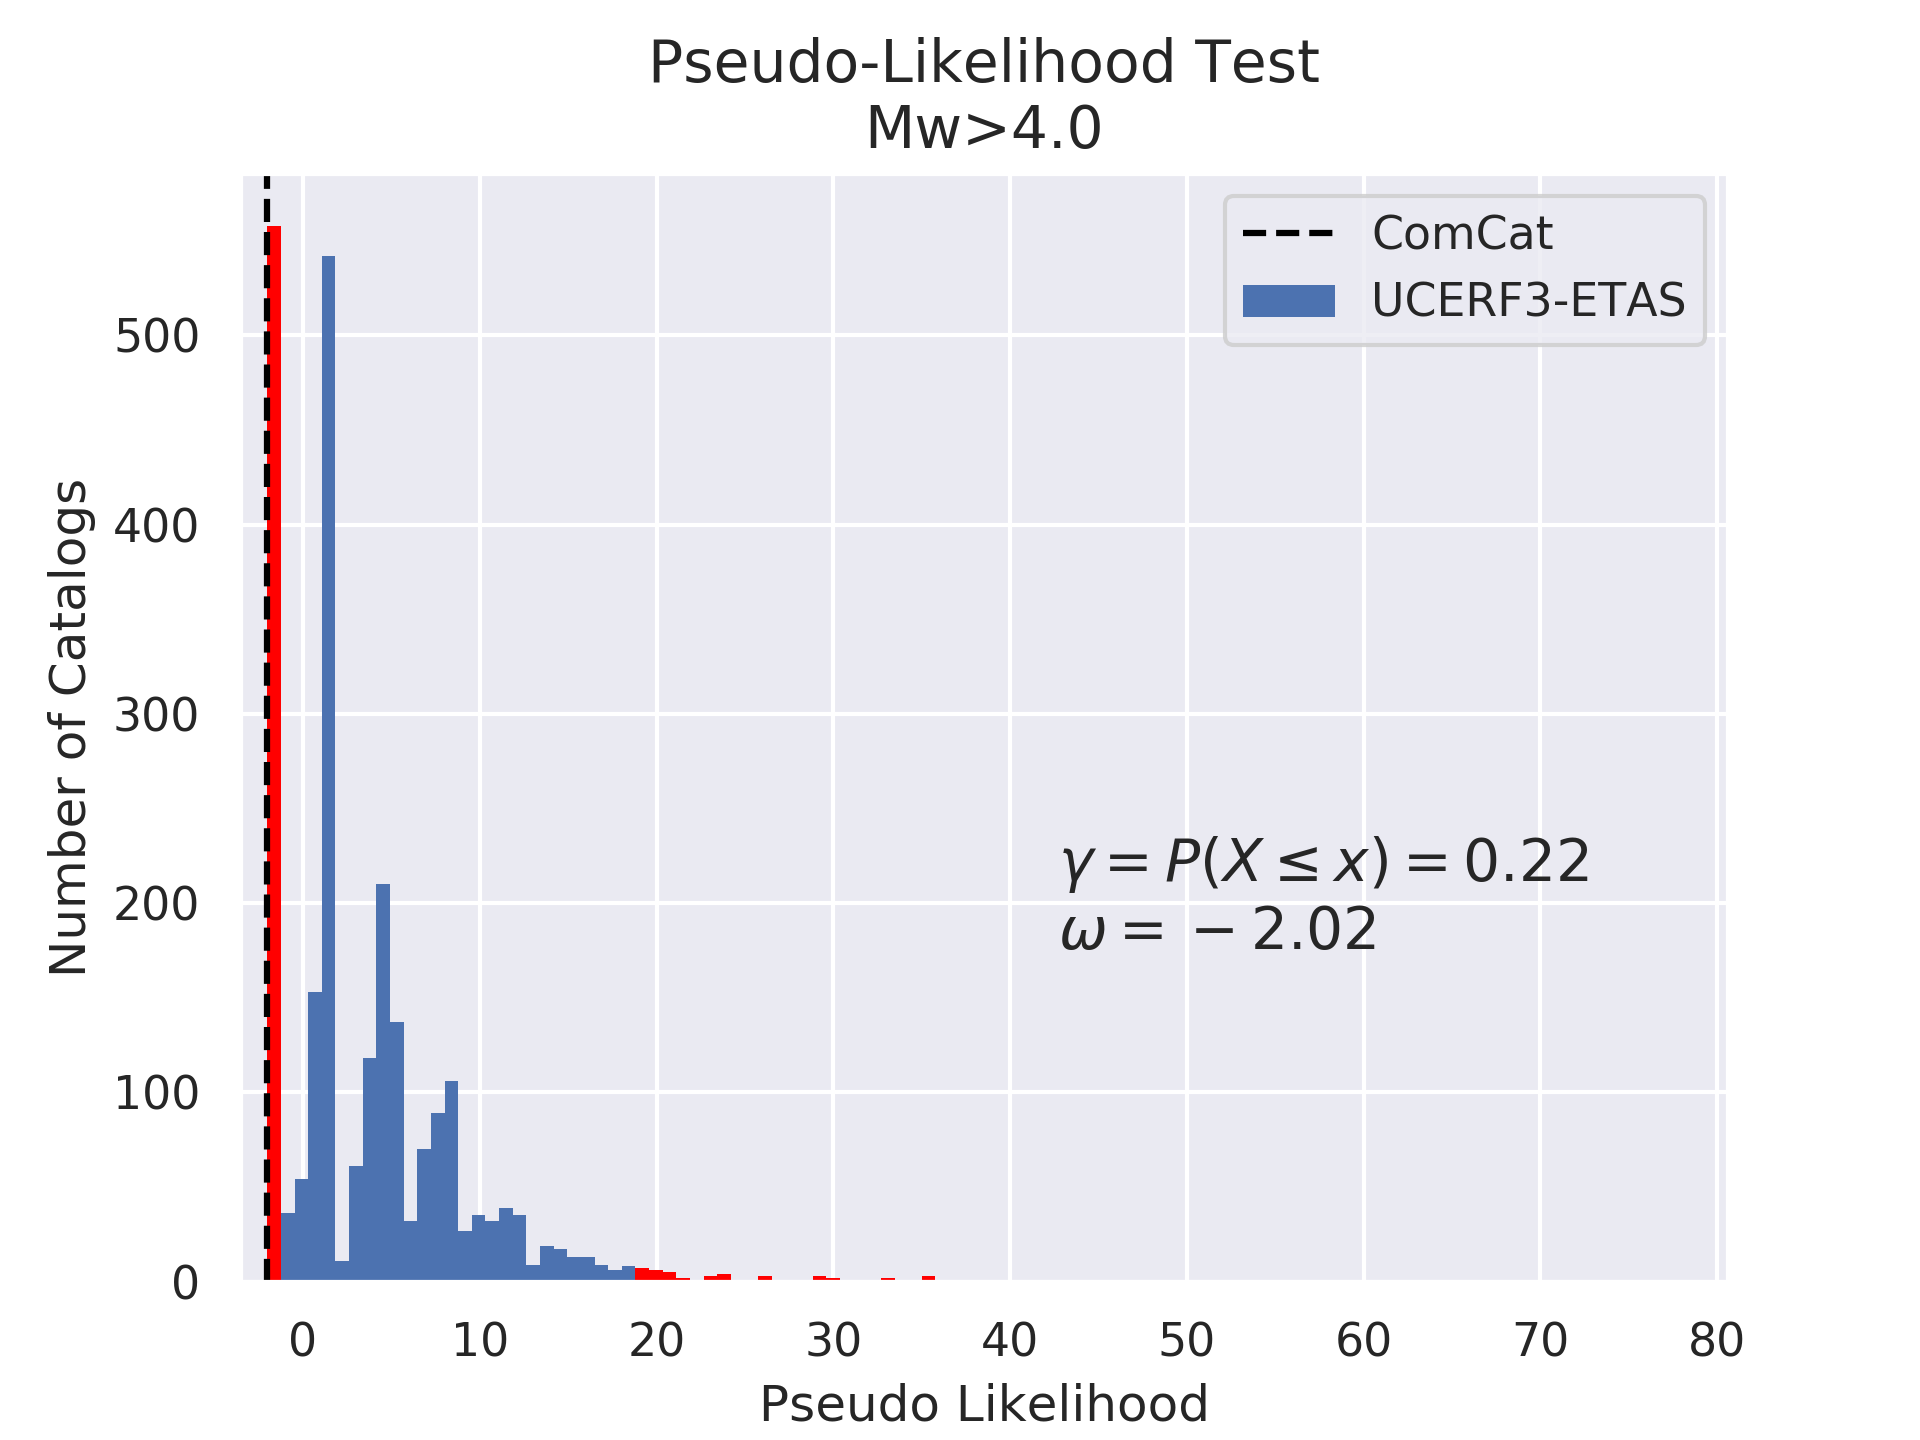 Pseudo-Likelihood Test
Mw>4.0
ComCat
UCERF3-ETAS
500
400
300
200
100
0
Number of Catalogs
γ = P(X ≤ x) = 0.22
ω = − 2.02
0 10 20 30 40 50 60 70 80
Pseudo Likelihood